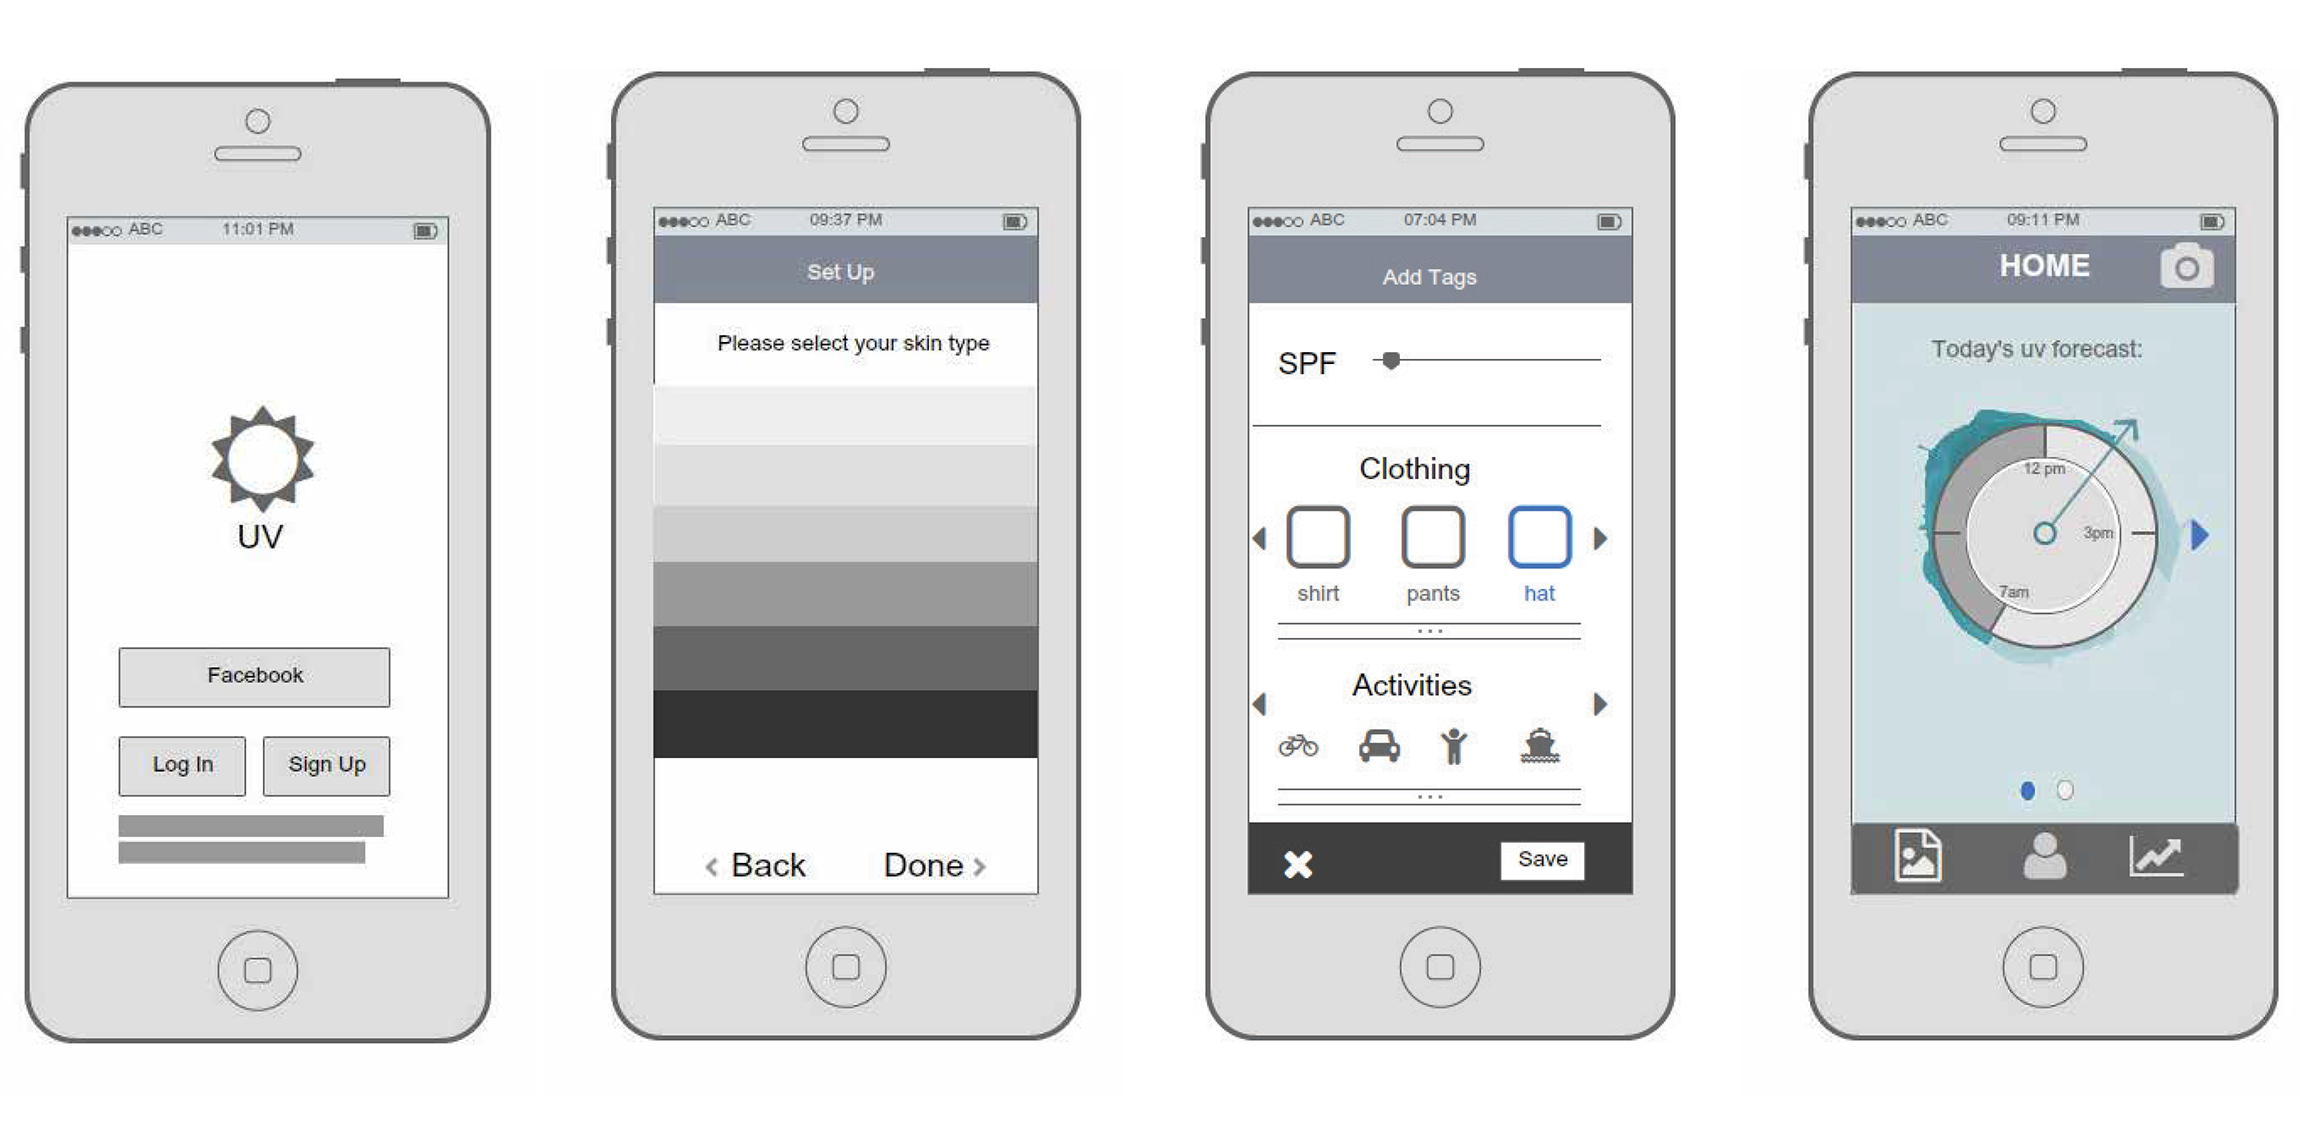 ABC 11:01 PM
UV
Facebook
Log In Sign Up
ABC 09:37 PM
Set Up
Please select your skin type
Back Done
ABC 07:04 PM
Add Tags
SPF
Clothing
shirt pants hat
...
Activities
...
Save
ABC 09:11 PM
HOME
Today's uv forecast:
12 pm
3pm
7am